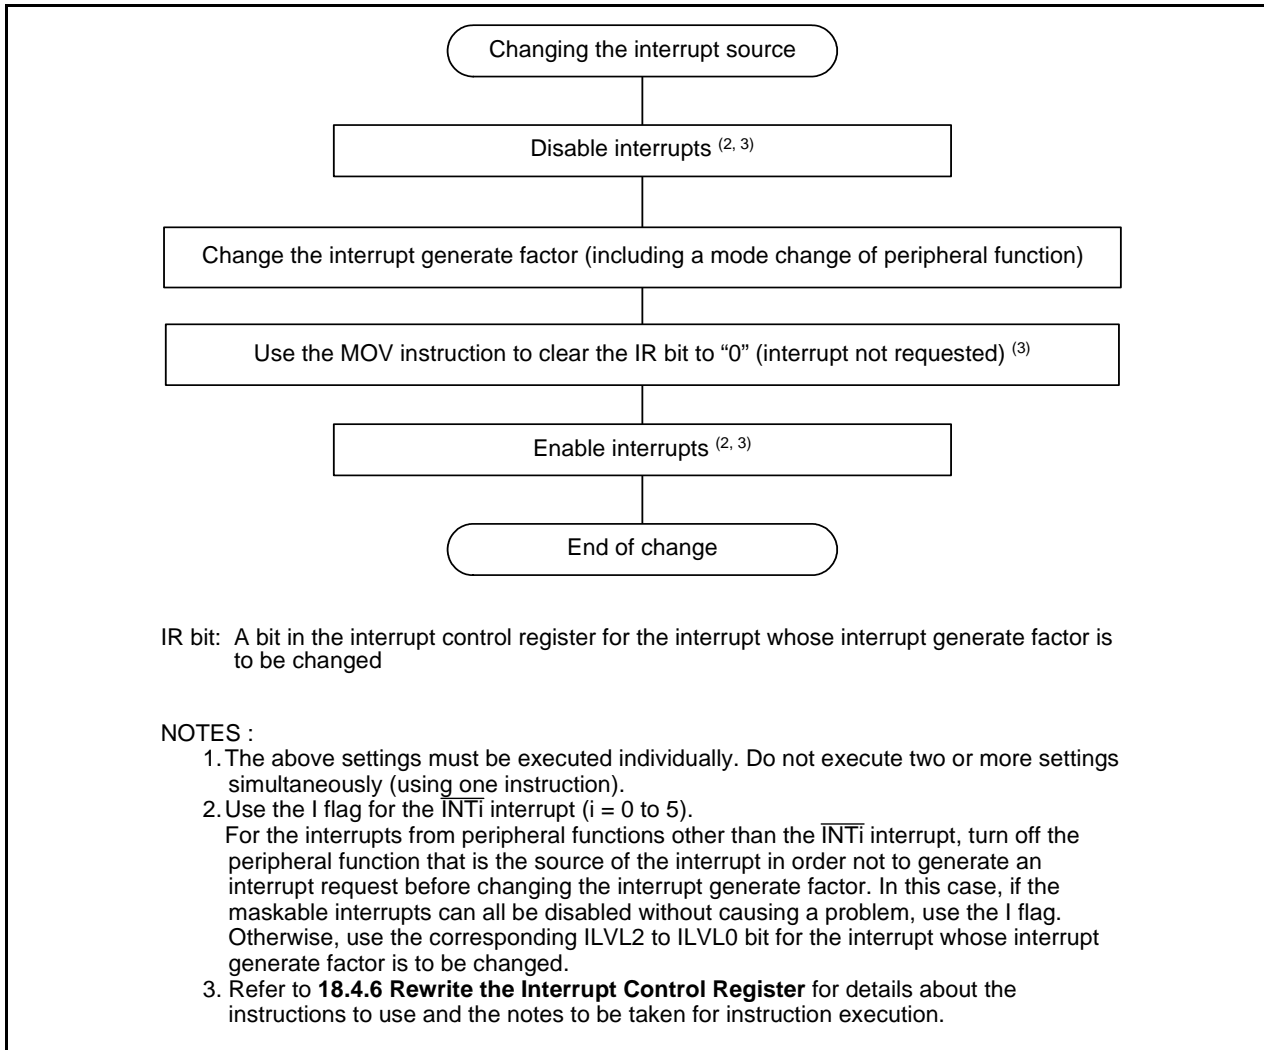 Changing the interrupt source
Disable interrupts (2, 3)
Change the interrupt generate factor (including a mode change of peripheral function)
Use the MOV instruction to clear the IR bit to “0” (interrupt not requested) (3)
Enable interrupts (2, 3)
End of change
IR bit: A bit in the interrupt control register for the interrupt whose interrupt generate factor is
to be changed
NOTES :
1. The above settings must be executed individually. Do not execute two or more settings
simultaneously (using one instruction).
2. Use the I flag for the I̅N̅T̅i̅ interrupt (i = 0 to 5).
For the interrupts from peripheral functions other than the I̅N̅T̅i̅ interrupt, turn off the
peripheral function that is the source of the interrupt in order not to generate an
interrupt request before changing the interrupt generate factor. In this case, if the
maskable interrupts can all be disabled without causing a problem, use the I flag.
Otherwise, use the corresponding ILVL2 to ILVL0 bit for the interrupt whose interrupt
generate factor is to be changed.
3. Refer to 18.4.6 Rewrite the Interrupt Control Register for details about the
instructions to use and the notes to be taken for instruction execution.